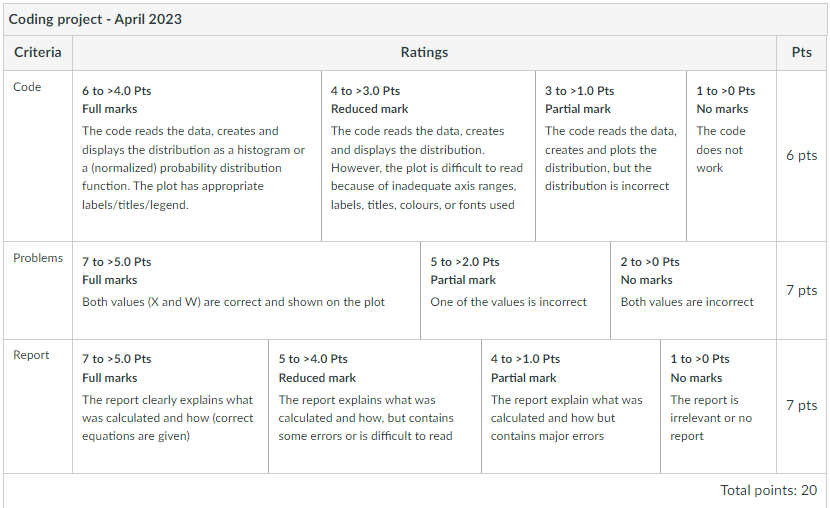 Coding project - April 2023
Criteria
Ratings
Pts
Code
6 to >4.0 Pts
Full marks
The code reads the data, creates and
displays the distribution as a histogram or
a (normalized) probability distribution
function. The plot has appropriate
labels/titles/legend.
4 to >3.0 Pts
Reduced mark
The code reads the data, creates
and displays the distribution.
However, the plot is difficult to read
because of inadequate axis ranges,
labels, titles, colours, or fonts used
3 to >1.0 Pts
Partial mark
The code reads the data,
creates and plots the
distribution, but the
distribution is incorrect
1 to >0 Pts
No marks
The code
does not
work
6 pts
Problems
7 to >5.0 Pts
Full marks
Both values (X and W) are correct and shown on the plot
5 to >2.0 Pts
Partial mark
One of the values is incorrect
2 to >0 Pts
No marks
Both values are incorrect
7 pts
Report
7 to >5.0 Pts
Full marks
The report clearly explains what
was calculated and how (correct
equations are given)
5 to >4.0 Pts
Reduced mark
The report explains what was
calculated and how, but contains
some errors or is difficult to read
4 to >1.0 Pts
Partial mark
The report explain what was
calculated and how but
contains major errors
1 to >0 Pts
No marks
The report is
irrelevant or no
report
7 pts
Total points: 20